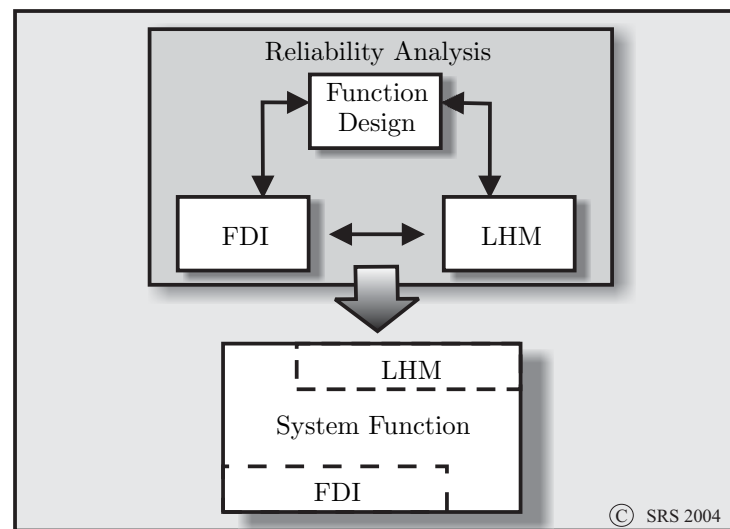 Reliability Analysis
Function
Design
FDI
LHM
LHM
System Function
FDI
© SRS 2004